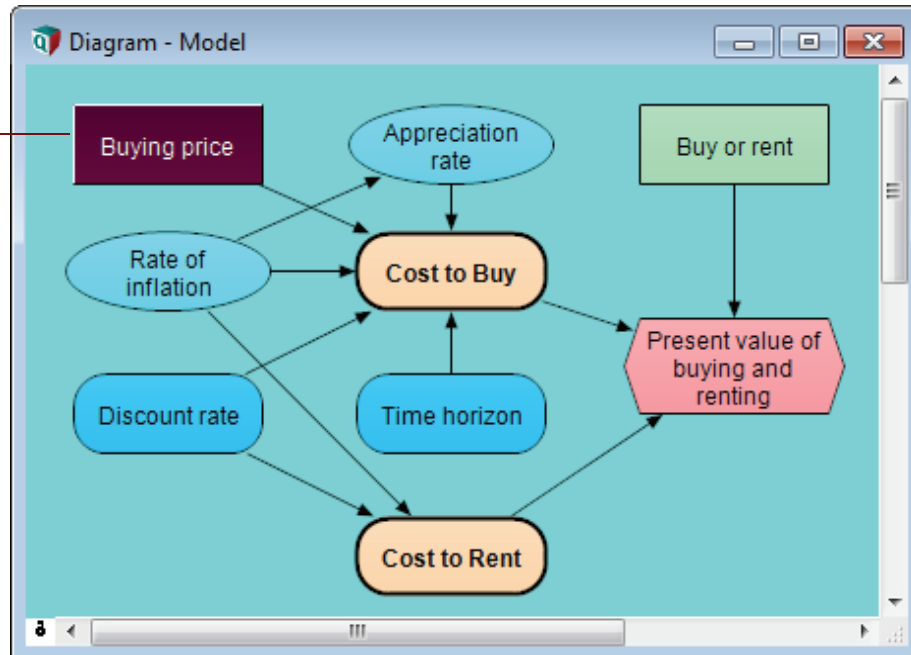 Diagram - Model
Buying price
Appreciation
rate
Buy or rent
Rate of
inflation
Cost to Buy
Present value of
buying and
renting
Discount rate
Time horizon
Cost to Rent